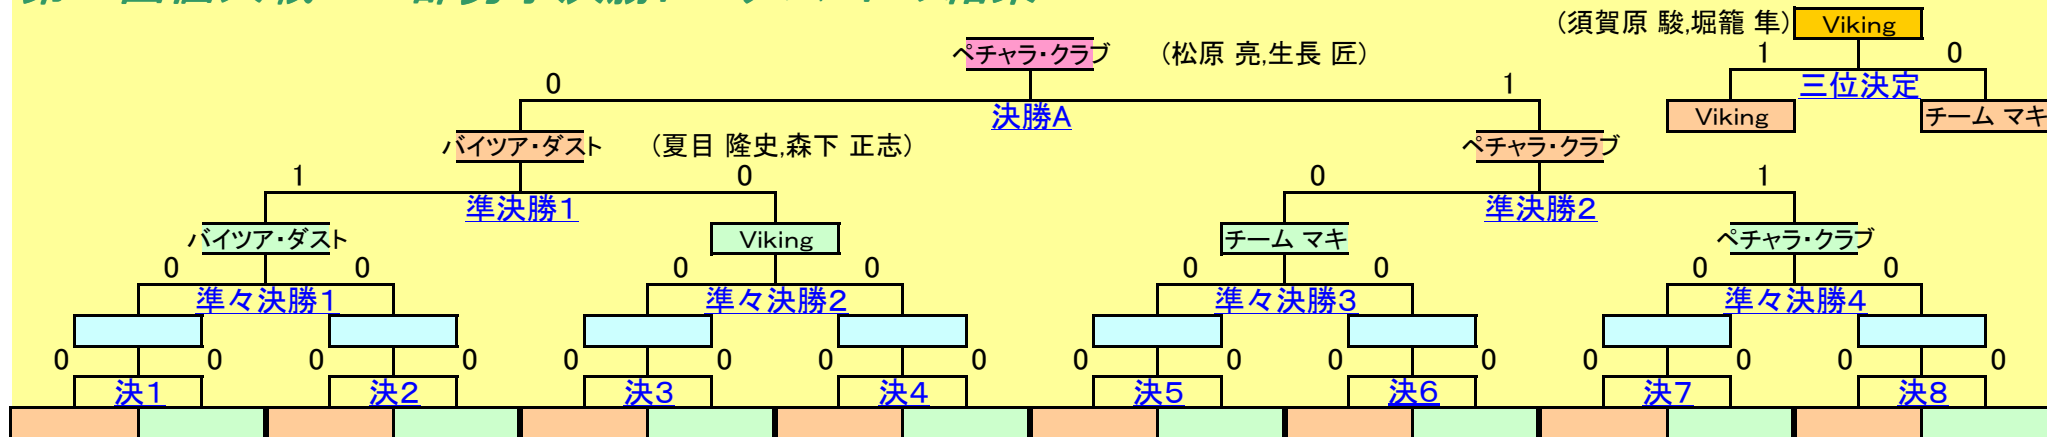 (須賀原 駿,堀籠 隼) Viking
ペチャラ・クラブ (松原 亮,生長 匠) 1 0
0 1 三位決定
決勝A Viking チーム マキ
バイツア・ダスト (夏目 隆史,森下 正志) ペチャラ・クラブ
1 0 0 1
準決勝1 準決勝2
バイツア・ダスト Viking チーム マキ ペチャラ・クラブ
0 0 0 0 0 0 0 0
準々決勝1 準々決勝2 準々決勝3 準々決勝4
0 0 0 0 0 0 0 0 0 0 0 0 0 0 0 0
決1 決2 決3 決4 決5 決6 決7 決8